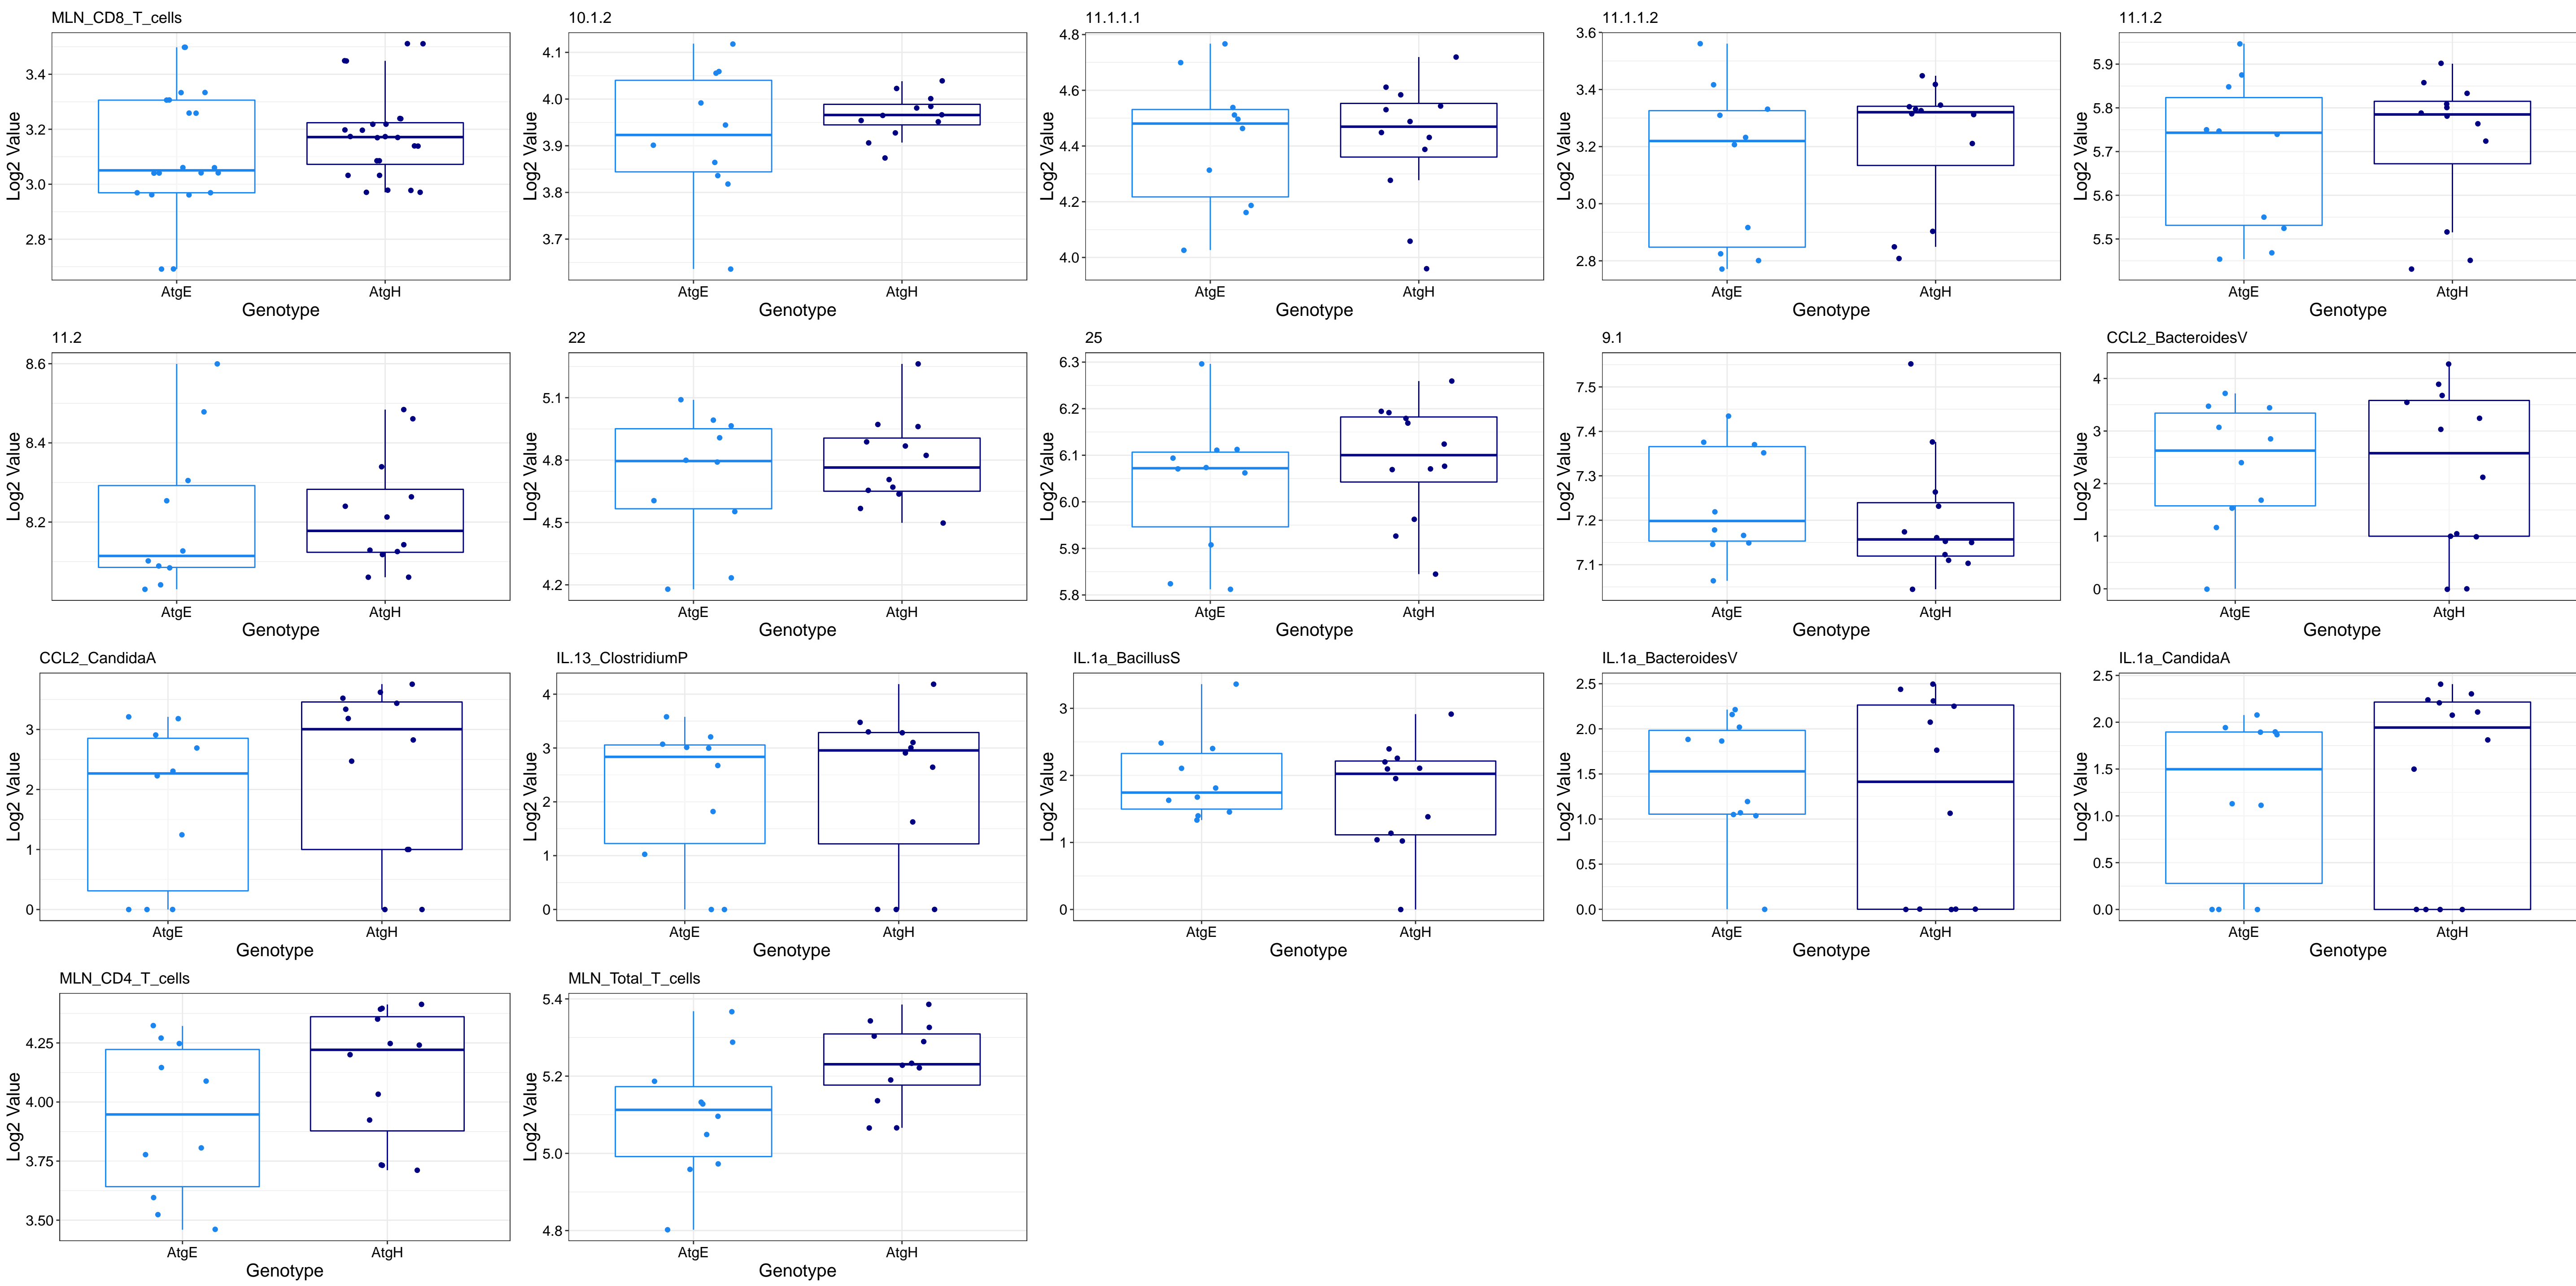 MLN_CD8_T_cells
Log2 Value
3.4
3.2
3.0
2.8
AtgE
AtgH
Genotype
10.1.2
Log2 Value
4.1
4.0
3.9
3.8
3.7
AtgE
AtgH
Genotype
11.1.1.1
Log2 Value
4.8
4.6
4.4
4.2
4.0
AtgE
AtgH
Genotype
11.1.1.2
Log2 Value
3.6
3.4
3.2
3.0
2.8
AtgE
AtgH
Genotype
11.1.2
Log2 Value
5.9
5.8
5.7
5.6
5.5
AtgE
AtgH
Genotype
11.2
Log2 Value
8.6
8.4
8.2
AtgE
AtgH
Genotype
22
Log2 Value
5.1
4.8
4.5
4.2
AtgE
AtgH
Genotype
25
Log2 Value
6.3
6.2
6.1
6.0
5.9
5.8
AtgE
AtgH
Genotype
9.1
Log2 Value
7.5
7.4
7.3
7.2
7.1
AtgE
AtgH
Genotype
CCL2_BacteroidesV
Log2 Value
4
3
2
1
0
AtgE
AtgH
Genotype
CCL2_CandidaA
Log2 Value
3
2
1
0
AtgE
AtgH
Genotype
IL.13_ClostridiumP
Log2 Value
4
3
2
1
0
AtgE
AtgH
Genotype
IL.1a_BacillusS
Log2 Value
3
2
1
0
AtgE
AtgH
Genotype
IL.1a_BacteroidesV
Log2 Value
2.5
2.0
1.5
1.0
0.5
0.0
AtgE
AtgH
Genotype
IL.1a_CandidaA
Log2 Value
2.5
2.0
1.5
1.0
0.5
0.0
AtgE
AtgH
Genotype
MLN_CD4_T_cells
Log2 Value
4.25
4.00
3.75
3.50
AtgE
AtgH
Genotype
MLN_Total_T_cells
Log2 Value
5.4
5.2
5.0
4.8
AtgE
AtgH
Genotype